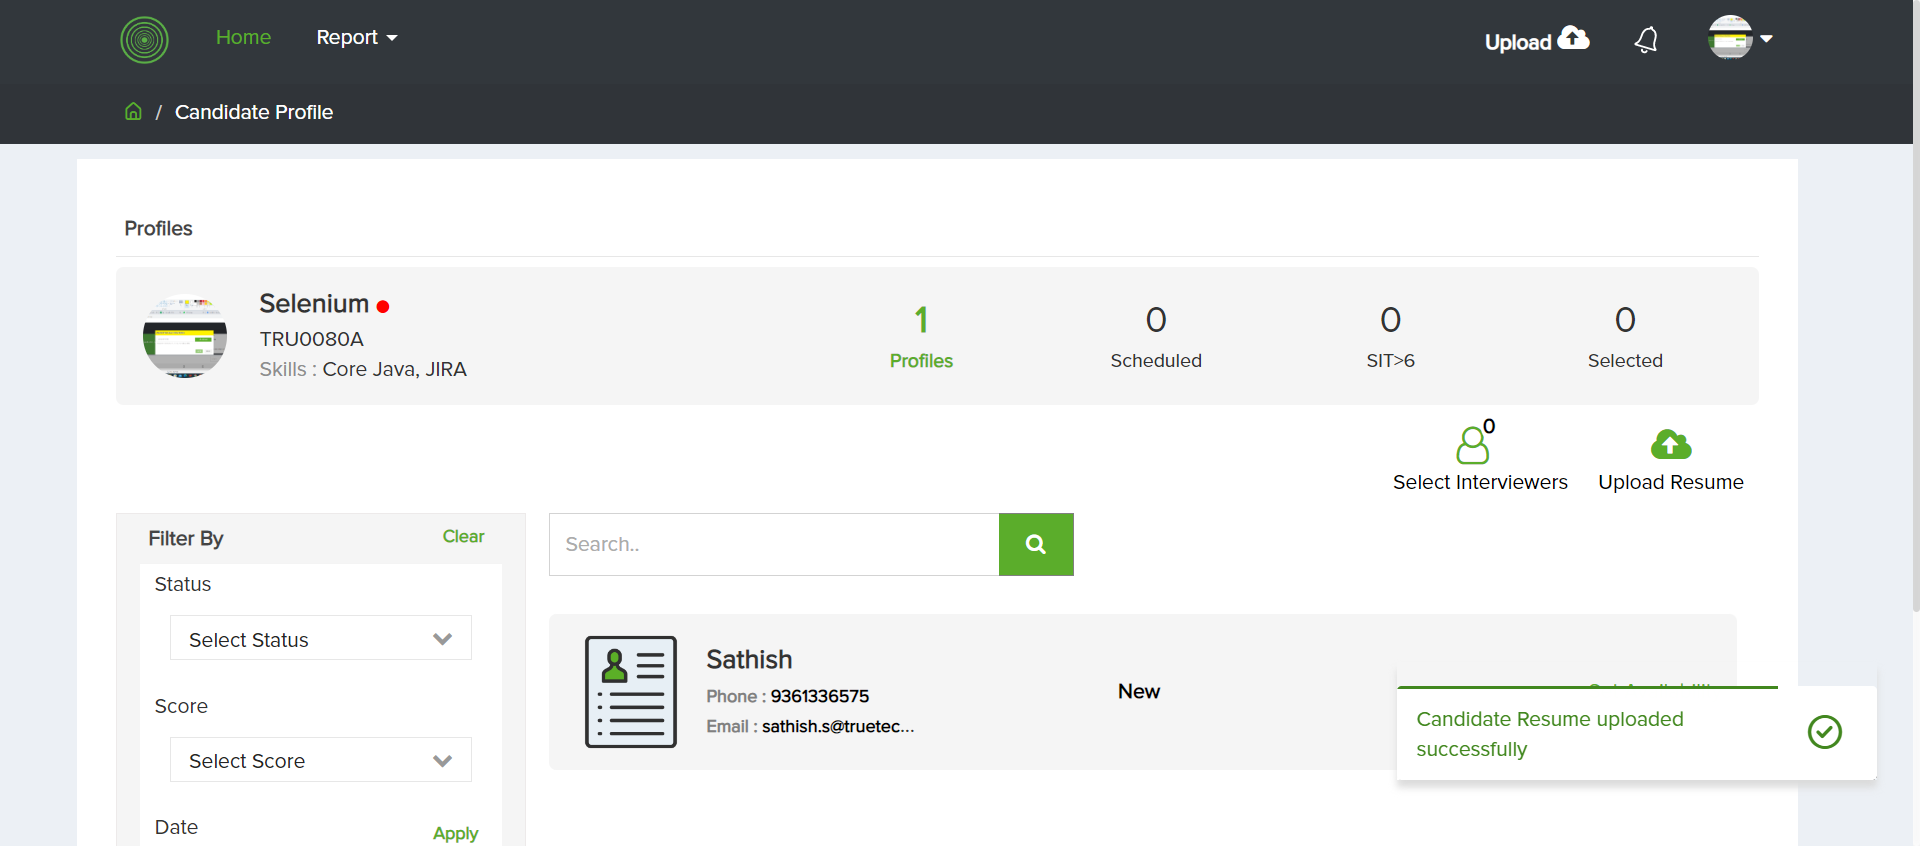 Home
Report
Upload
/ Candidate Profile
Profiles
Selenium
TRU0080A
Skills : Core Java, JIRA
1
Profiles
0
Scheduled
0
SIT>6
0
Selected
0
Select Interviewers
Upload Resume
Filter By
Clear
Status
Select Status
Score
Select Score
Date
Apply
Search..
Sathish
Phone : 9361336575
Email : sathish.s@truetec...
New
Candidate Resume uploaded
successfully